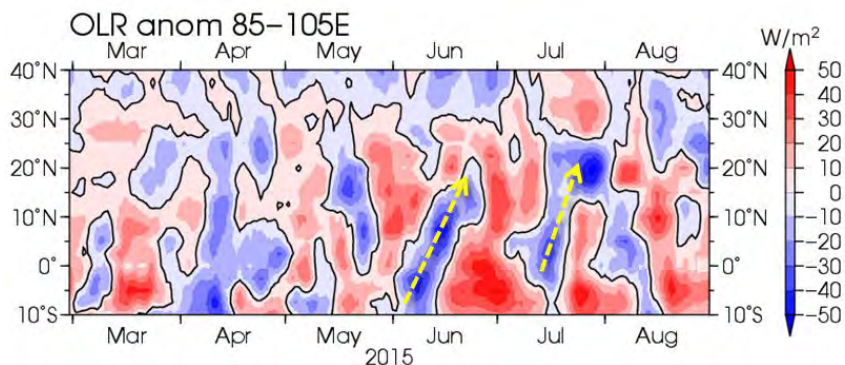 OLR anom 85-105E
W/m²
Mar Apr May Jun Jul Aug
40°N 40°N 50
40
30°N 30°N 30
20
20°N 20°N 10
10°N 10°N -10
-20
0° 0° -30
-40
10°S 10°S -50
Mar Apr May Jun Jul Aug
2015